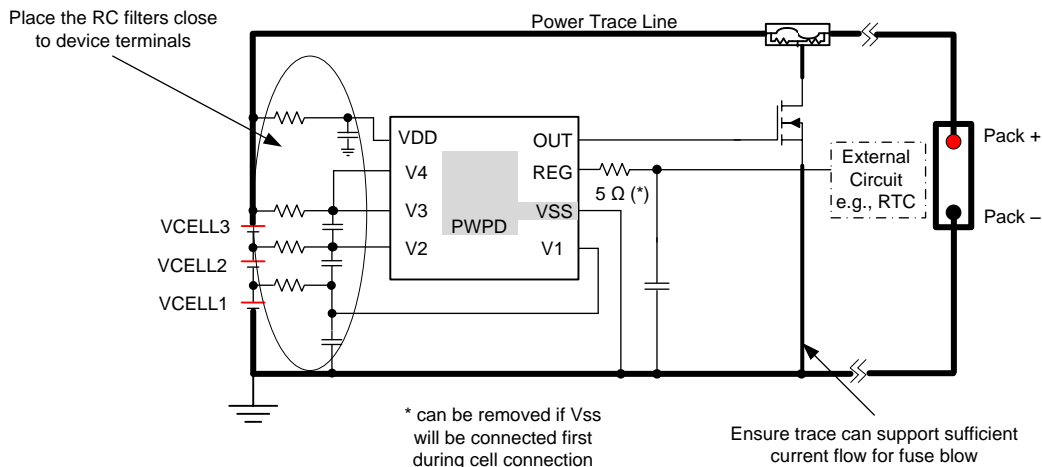 Place the RC filters close
to device terminals
Power Trace Line
VDD
V4
V3
V2
PWPD
OUT
REG
VSS
V1
5 Ω (*)
External
Circuit
e.g., RTC
Pack +
Pack –
VCELL3
VCELL2
VCELL1
* can be removed if Vss
will be connected first
during cell connection
Ensure trace can support sufficient
current flow for fuse blow